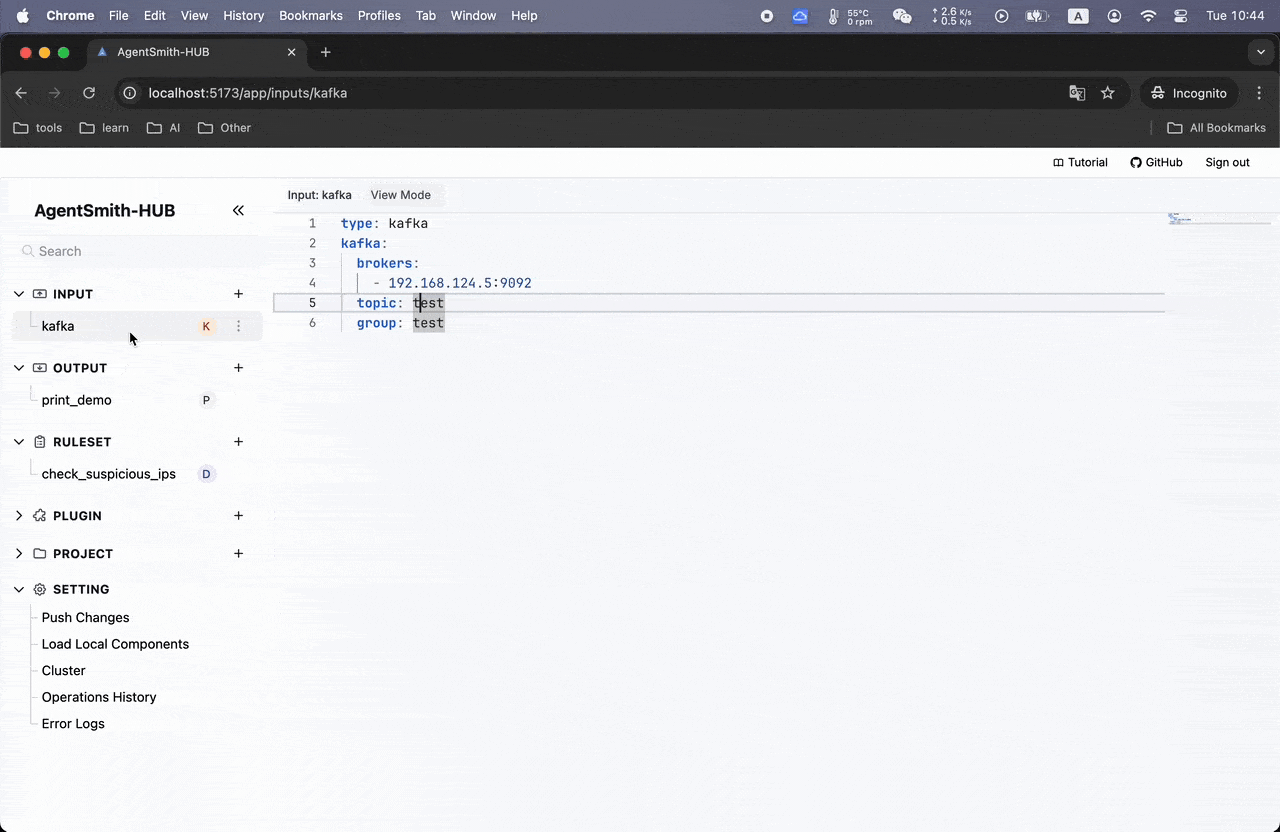 Chrome File Edit View History Bookmarks Profiles Tab Window Help 55°C 0 rpm 2.6 K/s 0.5 K/s A Tue 10:44
AgentSmith-HUB
localhost:5173/app/inputs/kafka Incognito
tools learn AI Other All Bookmarks
Tutorial GitHub Sign out
AgentSmith-HUB
Search
INPUT
kafka K
OUTPUT
print_demo P
RULESET
check_suspicious_ips D
PLUGIN
PROJECT
SETTING
Push Changes
Load Local Components
Cluster
Operations History
Error Logs
Input: kafka View Mode
1 type: kafka
2 kafka:
3 brokers:
4 - 192.168.124.5:9092
5 topic: test
6 group: test